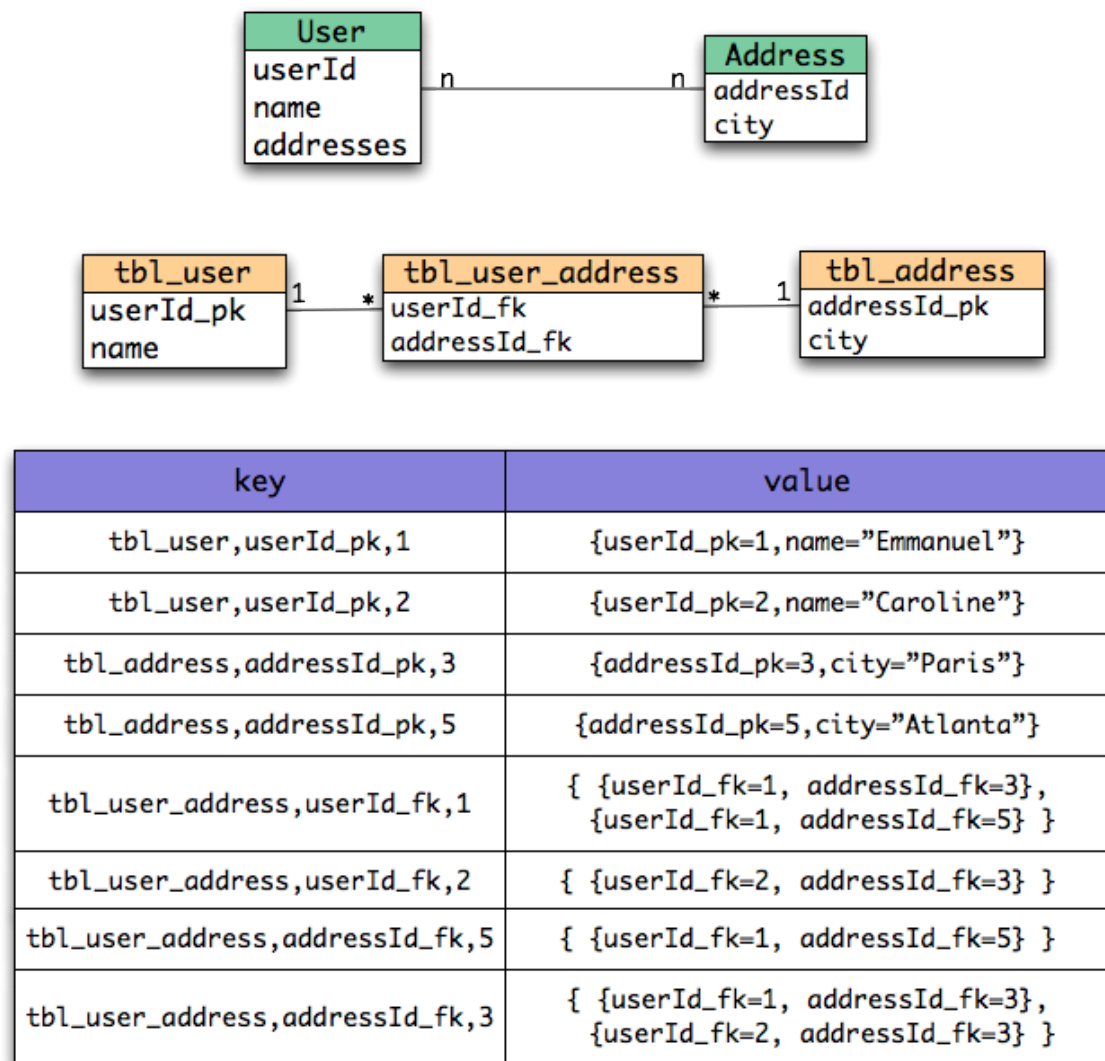 User
userId
name
addresses
n
n
Address
addressId
city
tbl_user
userId_pk
name
1
*
tbl_user_address
userId_fk
addressId_fk
*
1
tbl_address
addressId_pk
city
key value
tbl_user,userId_pk,1 {userId_pk=1,name=”Emmanuel”}
tbl_user,userId_pk,2 {userId_pk=2,name=”Caroline”}
tbl_address,addressId_pk,3 {addressId_pk=3,city=”Paris”}
tbl_address,addressId_pk,5 {addressId_pk=5,city=”Atlanta”}
tbl_user_address,userId_fk,1 { {userId_fk=1, addressId_fk=3},
{userId_fk=1, addressId_fk=5} }
tbl_user_address,userId_fk,2 { {userId_fk=2, addressId_fk=3} }
tbl_user_address,addressId_fk,5 { {userId_fk=1, addressId_fk=5} }
tbl_user_address,addressId_fk,3 { {userId_fk=1, addressId_fk=3},
{userId_fk=2, addressId_fk=3} }